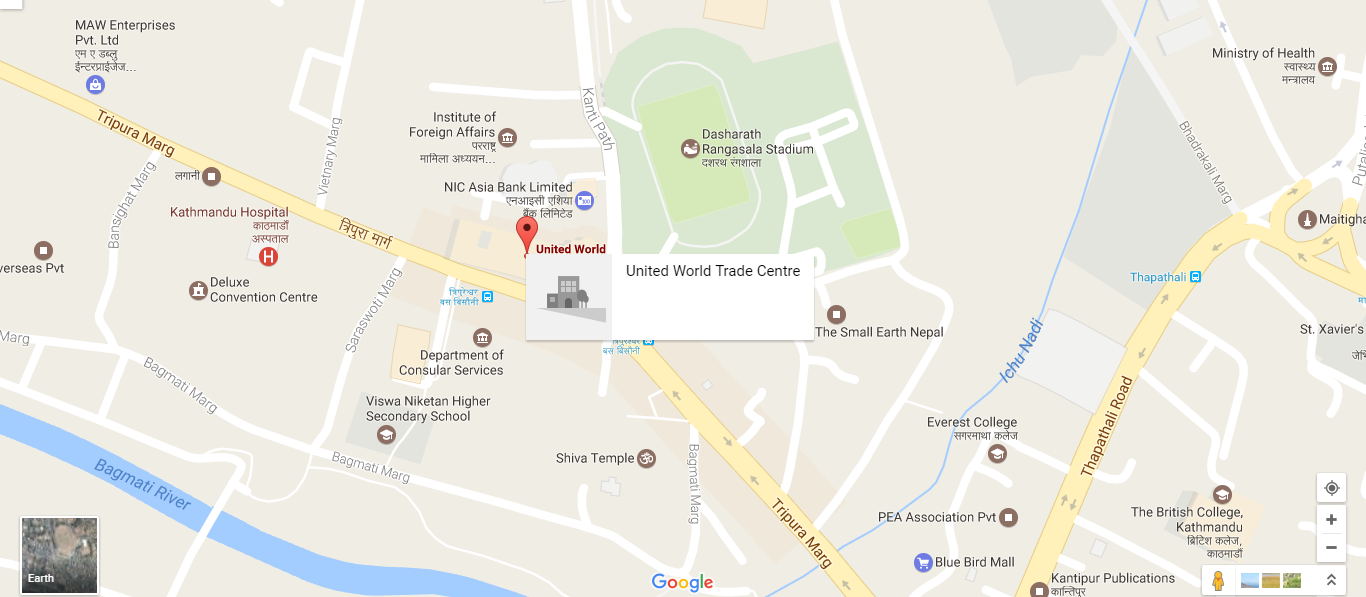 MAW Enterprises
Pvt. Ltd
एम ए डब्लु
ईन्टरप्राईजेज...
Tripura Marg
Vietnary Marg
Institute of
Foreign Affairs
परराष्ट्र
मामिला अध्ययन...
Kanti Path
Dasharath
Rangasala Stadium
दशरथ रंगशाला
Ministry of Health
स्वास्थ्य
मन्त्रालय
Bhadrakali Marg
लगानी
Bansighat Marg
NIC Asia Bank Limited
एनआइसी एशिया
बैंक लिमिटेड
Kathmandu Hospital
काठमाडौं
अस्पताल
H
त्रिपुरा मार्ग
United World
United World Trade Centre
Maitigha
verseas Pvt
Deluxe
Convention Centre
Saraswoti Marg
त्रिपुरेश्वर
बस बिसौनी
Thapathali
The Small Earth Nepal
St. Xavier's
Marg
Department of
Consular Services
त्रिपुरेश्वर
बस बिसौनी
Ichu Nadi
Bagmati Marg
Viswa Niketan Higher
Secondary School
Thapathali Road
Everest College
सगरमाथा कलेज
Bagmati River
Bagmati Marg
Shiva Temple
Bagmati Marg
Tripura Marg
PEA Association Pvt
The British College,
Kathmandu
ब्रिटिश कलेज,
काठमाडौं
Blue Bird Mall
Earth
Google
Kantipur Publications
कान्तिपुर